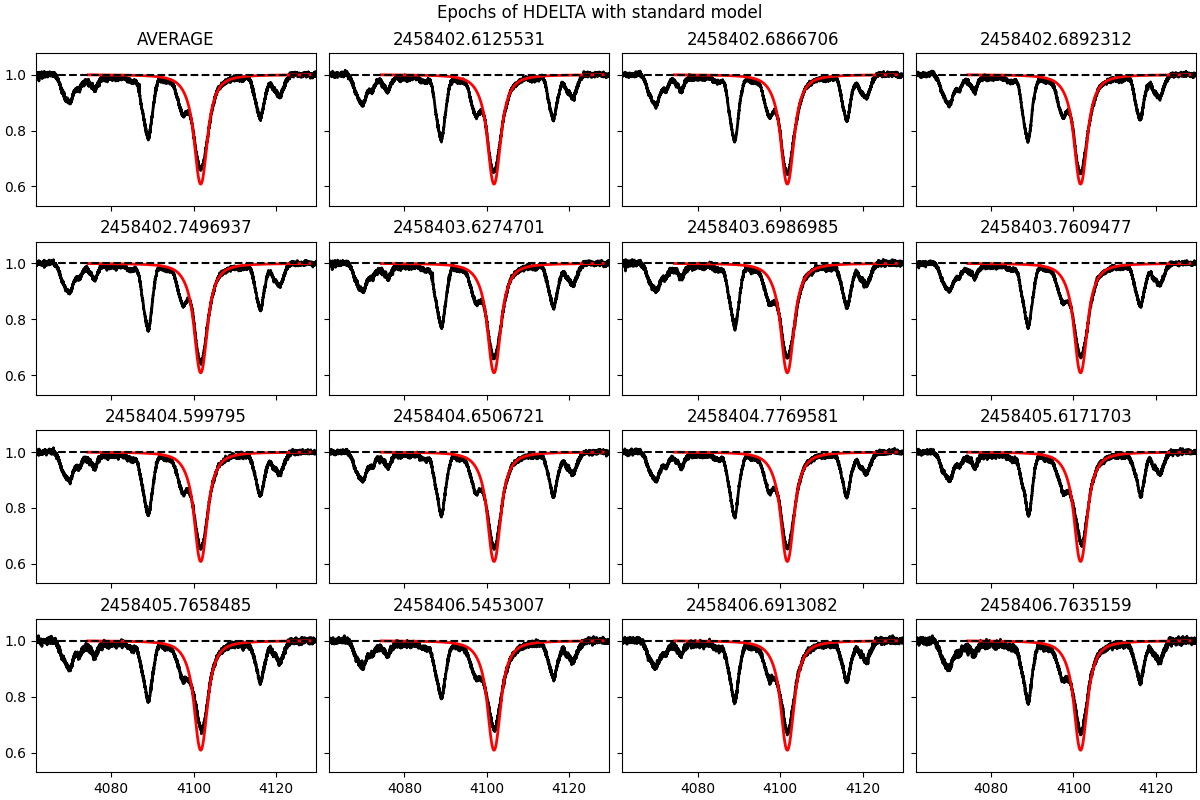 Epochs of HDELTA with standard model
AVERAGE 2458402.6125531 2458402.6866706 2458402.6892312
1.0
0.8
0.6
2458402.7496937 2458403.6274701 2458403.6986985 2458403.7609477
1.0
0.8
0.6
2458404.599795 2458404.6506721 2458404.7769581 2458405.6171703
1.0
0.8
0.6
2458405.7658485 2458406.5453007 2458406.6913082 2458406.7635159
1.0
0.8
0.6
4080 4100 4120 4080 4100 4120 4080 4100 4120 4080 4100 4120